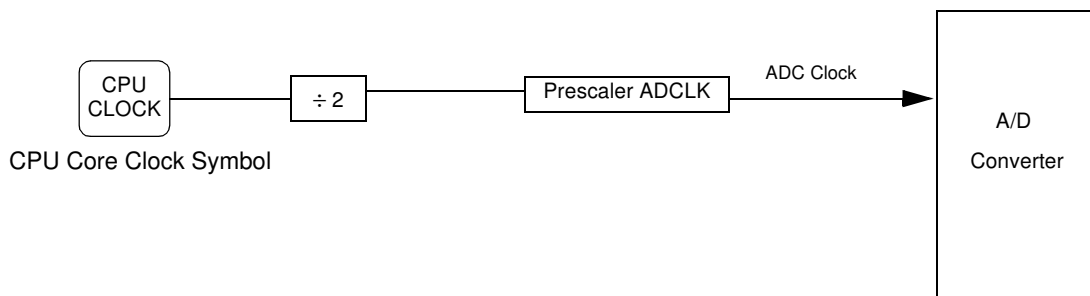 CPU
CLOCK
÷ 2
Prescaler ADCLK
ADC Clock
A/D
Converter
CPU Core Clock Symbol